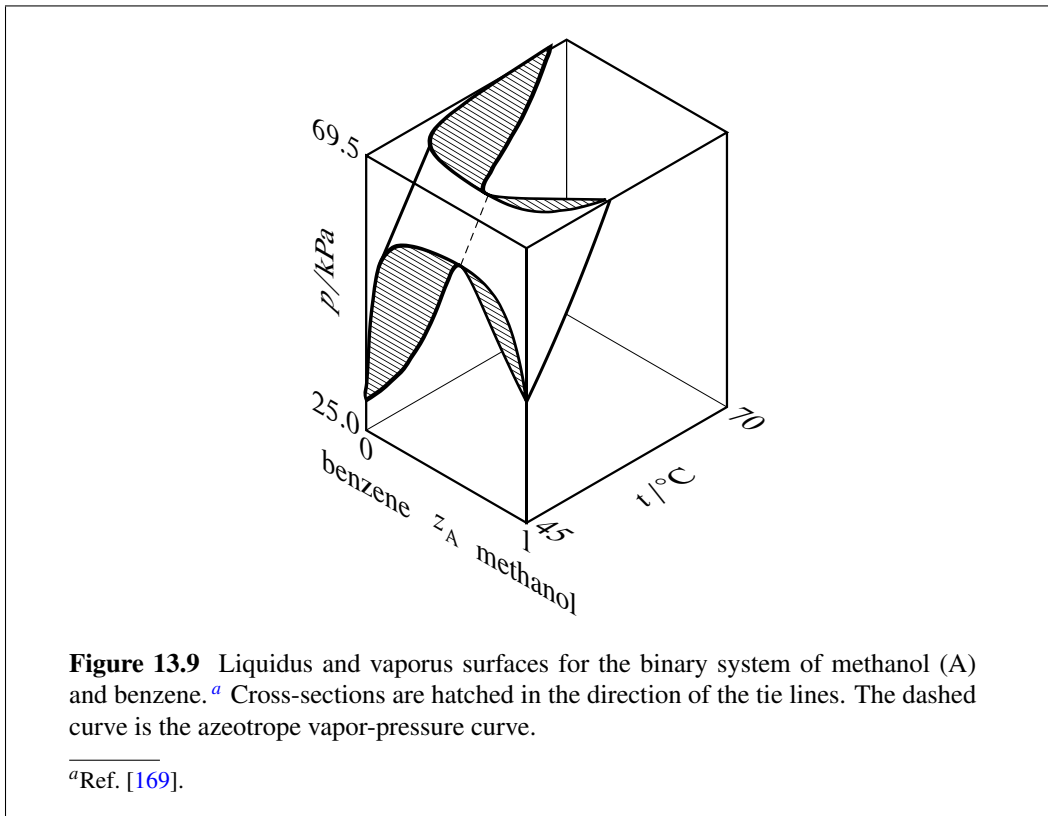 69.5
p/kPa
25.0
0
benzene z_A methanol
1
45
t/°C
70
Figure 13.9 Liquidus and vaporus surfaces for the binary system of methanol (A)
and benzene. a Cross-sections are hatched in the direction of the tie lines. The dashed
curve is the azeotrope vapor-pressure curve.
aRef. [169].